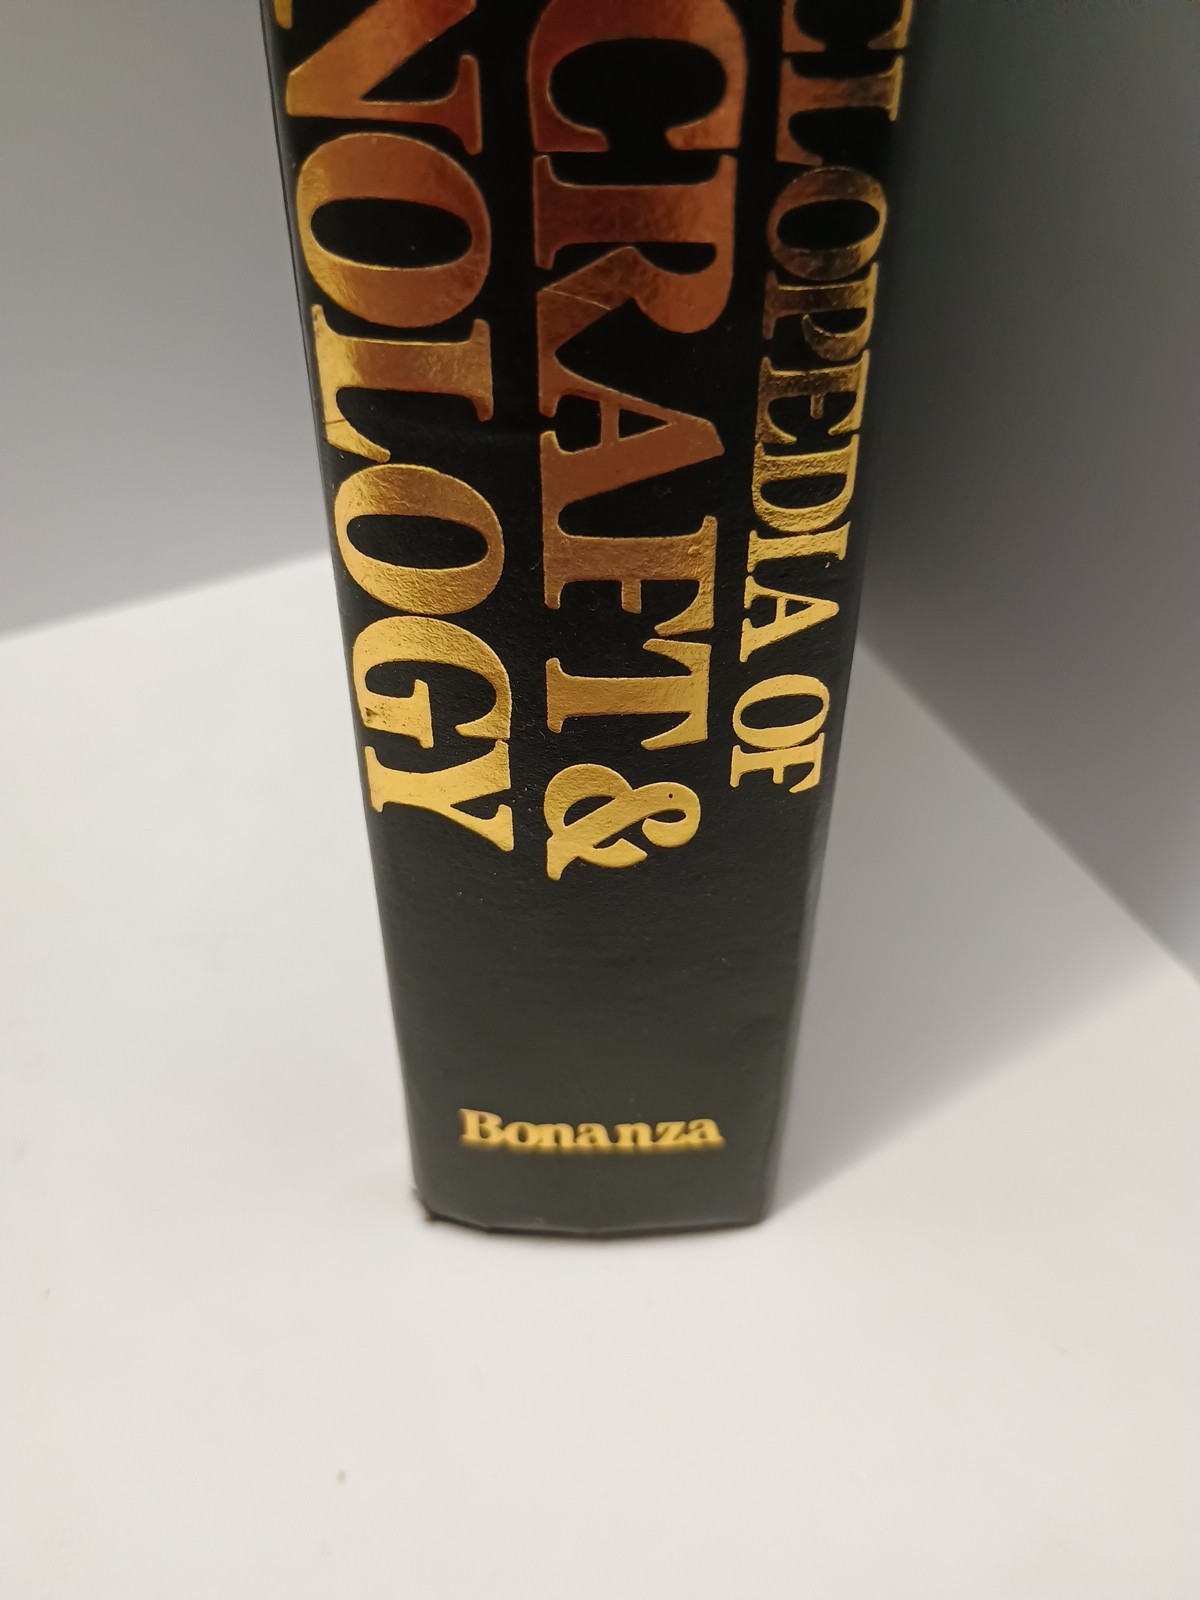 CLOPEDIA OF
CRAFT &
NOLOGY
Bonanza